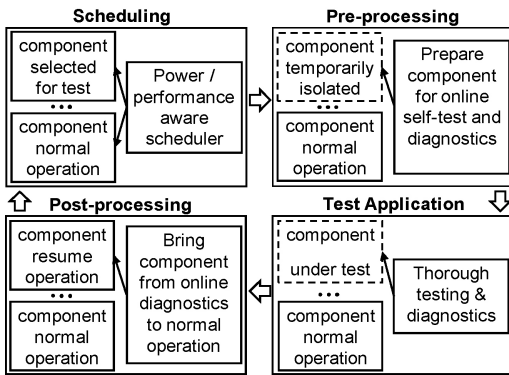 Scheduling
component
selected
for test
...
component
normal
operation
Power /
performance
aware
scheduler
Pre-processing
component
temporarily
isolated
...
component
normal
operation
Prepare
component
for online
self-test and
diagnostics
Post-processing
component
resume
operation
...
component
normal
operation
Bring
component
from online
diagnostics
to normal
operation
Test Application
component
under test
...
component
normal
operation
Thorough
testing &
diagnostics